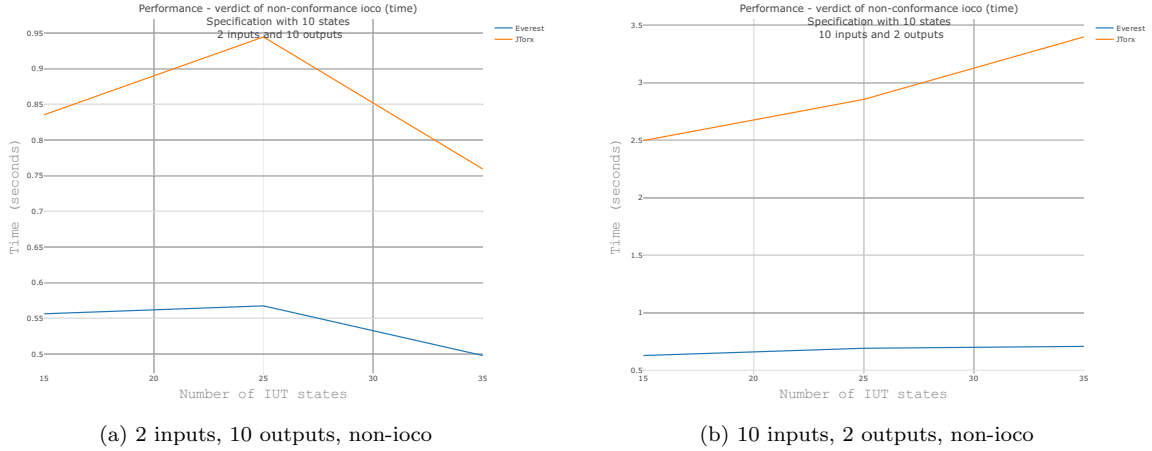 Performance - verdict of non-conformance ioco (time)
Specification with 10 states
2 inputs and 10 outputs
Everest
JTorx
0.95
0.9
0.85
0.8
0.75
0.7
0.65
0.6
0.55
0.5
Time (seconds)
15
20
25
30
35
Number of IUT states
(a) 2 inputs, 10 outputs, non-ioco
Performance - verdict of non-conformance ioco (time)
Specification with 10 states
10 inputs and 2 outputs
Everest
JTorx
3.5
3
2.5
2
1.5
1
0.5
Time (seconds)
15
20
25
30
35
Number of IUT states
(b) 10 inputs, 2 outputs, non-ioco